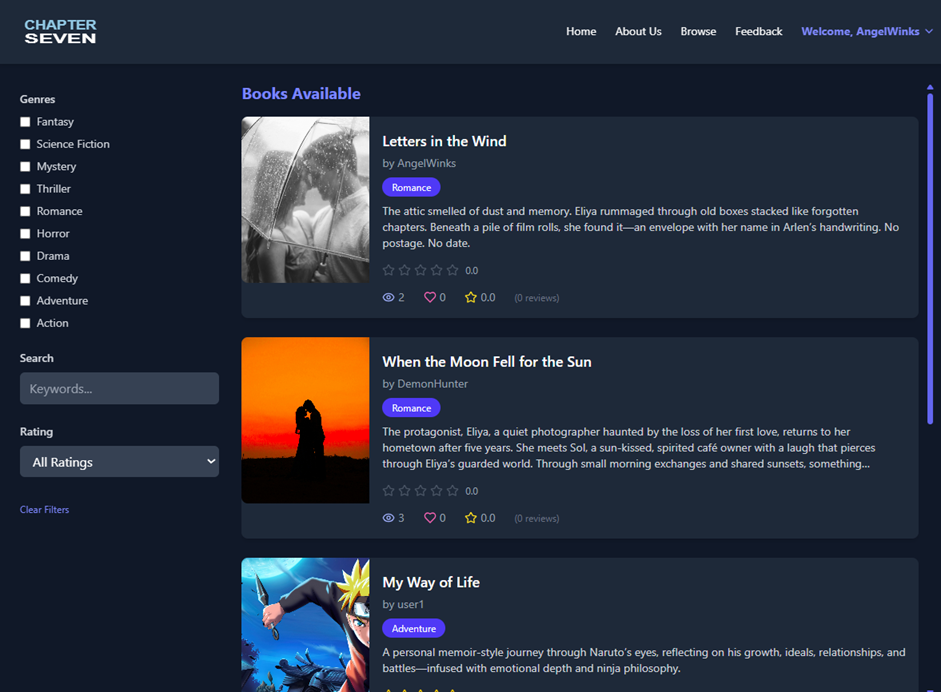 CHAPTER
SEVEN
Home About Us Browse Feedback Welcome, AngelWinks
Genres
Fantasy
Science Fiction
Mystery
Thriller
Romance
Horror
Drama
Comedy
Adventure
Action
Search
Keywords...
Rating
All Ratings
Clear Filters
Books Available
Letters in the Wind
by AngelWinks
Romance
The attic smelled of dust and memory. Eliya rummaged through old boxes stacked like forgotten
chapters. Beneath a pile of film rolls, she found it—an envelope with her name in Arlen's handwriting. No
postage. No date.
0.0
2 0 0.0 (0 reviews)
When the Moon Fell for the Sun
by DemonHunter
Romance
The protagonist, Eliya, a quiet photographer haunted by the loss of her first love, returns to her
hometown after five years. She meets Sol, a sun-kissed, spirited café owner with a laugh that pierces
through Eliya's guarded world. Through small morning exchanges and shared sunsets, something...
0.0
3 0 0.0 (0 reviews)
My Way of Life
by user1
Adventure
A personal memoir-style journey through Naruto's eyes, reflecting on his growth, ideals, relationships, and
battles—infused with emotional depth and ninja philosophy.